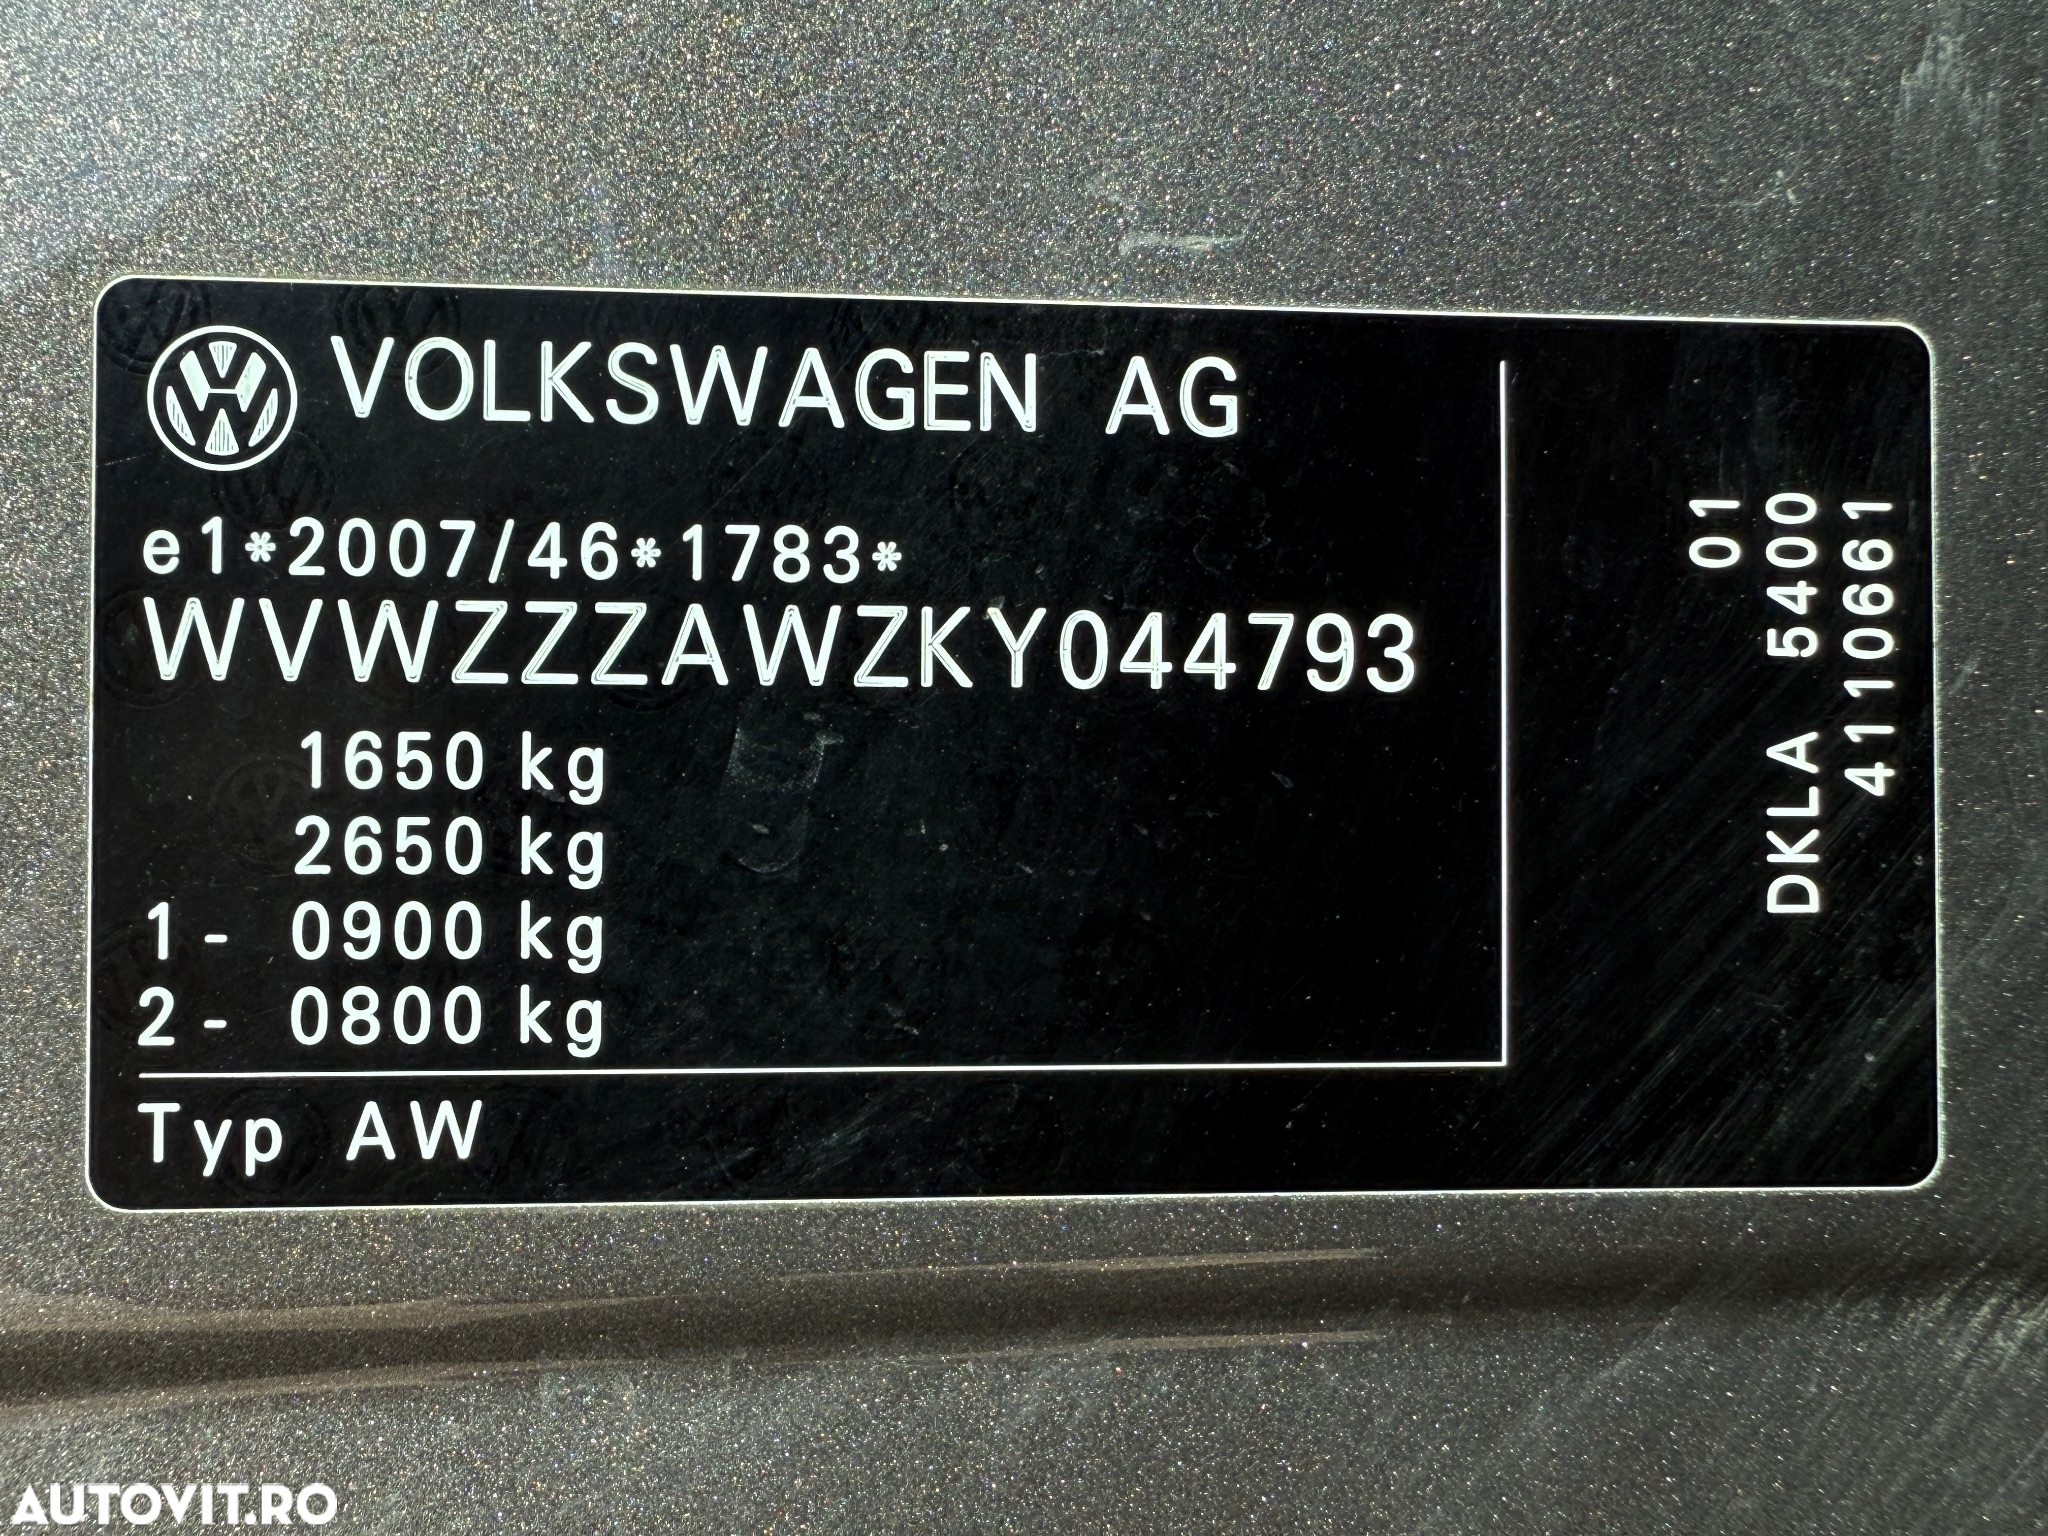 VOLKSWAGEN AG
e1*2007/46*1783*
WVWZZZAWZKY044793
1650 kg
2650 kg
1- 0900 kg
2- 0800 kg
Typ AW
01
DKLA 5400
4110661
AUTOVIT.RO